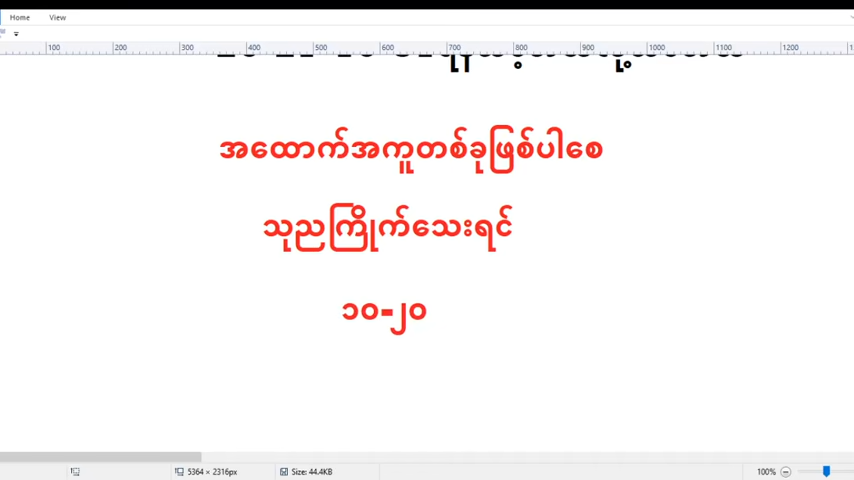 Home View
100 200 300 400 500 600 700 800 900 1000 1100 1200
အထောက်အကူတစ်ခုဖြစ်ပါစေ
သုညကြိုက်သေးရင်
၁၀-၂၀
5364 × 2316px Size: 44.4KB 100%